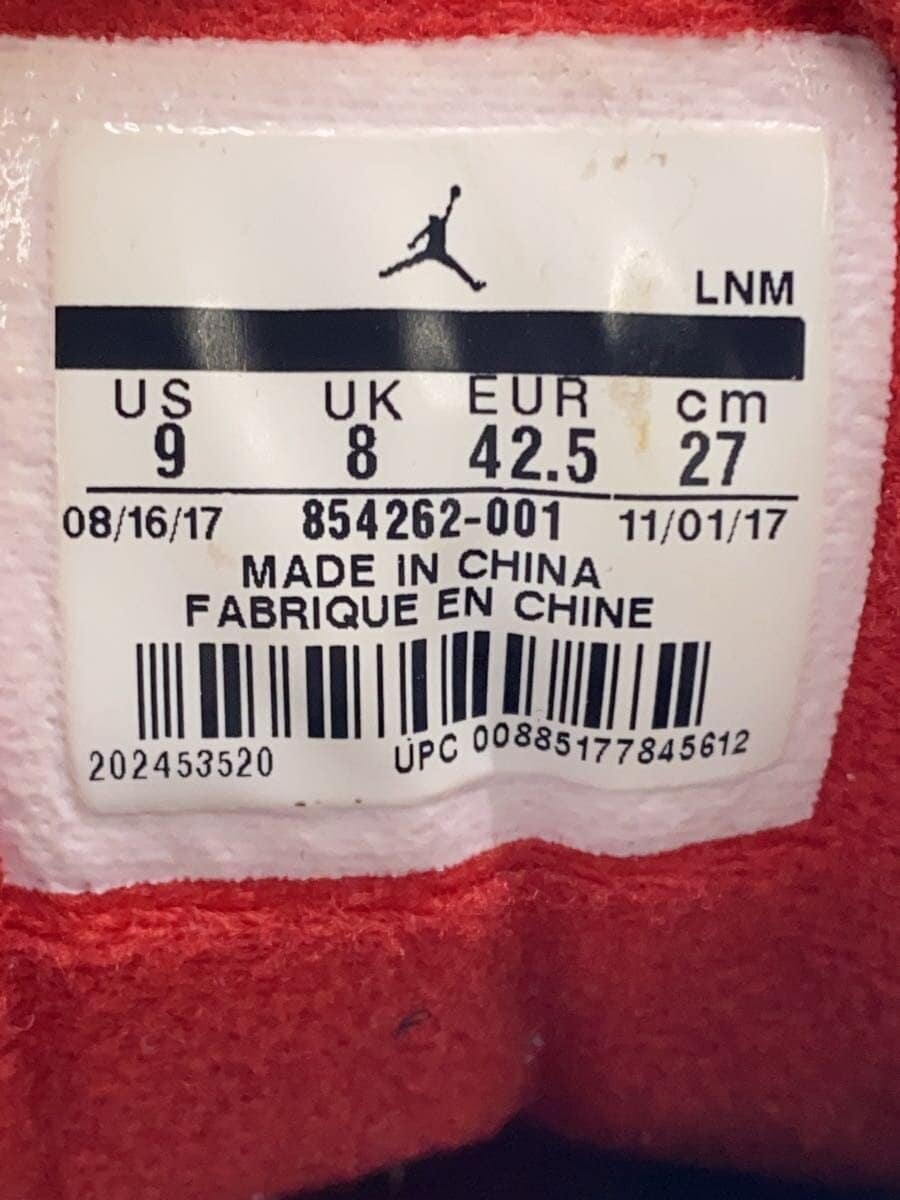 LNM
US UK EUR cm
9 8 42.5 27
08/16/17 854262-001 11/01/17
MADE IN CHINA
FABRIQUE EN CHINE
202453520 UPC 00885177845612